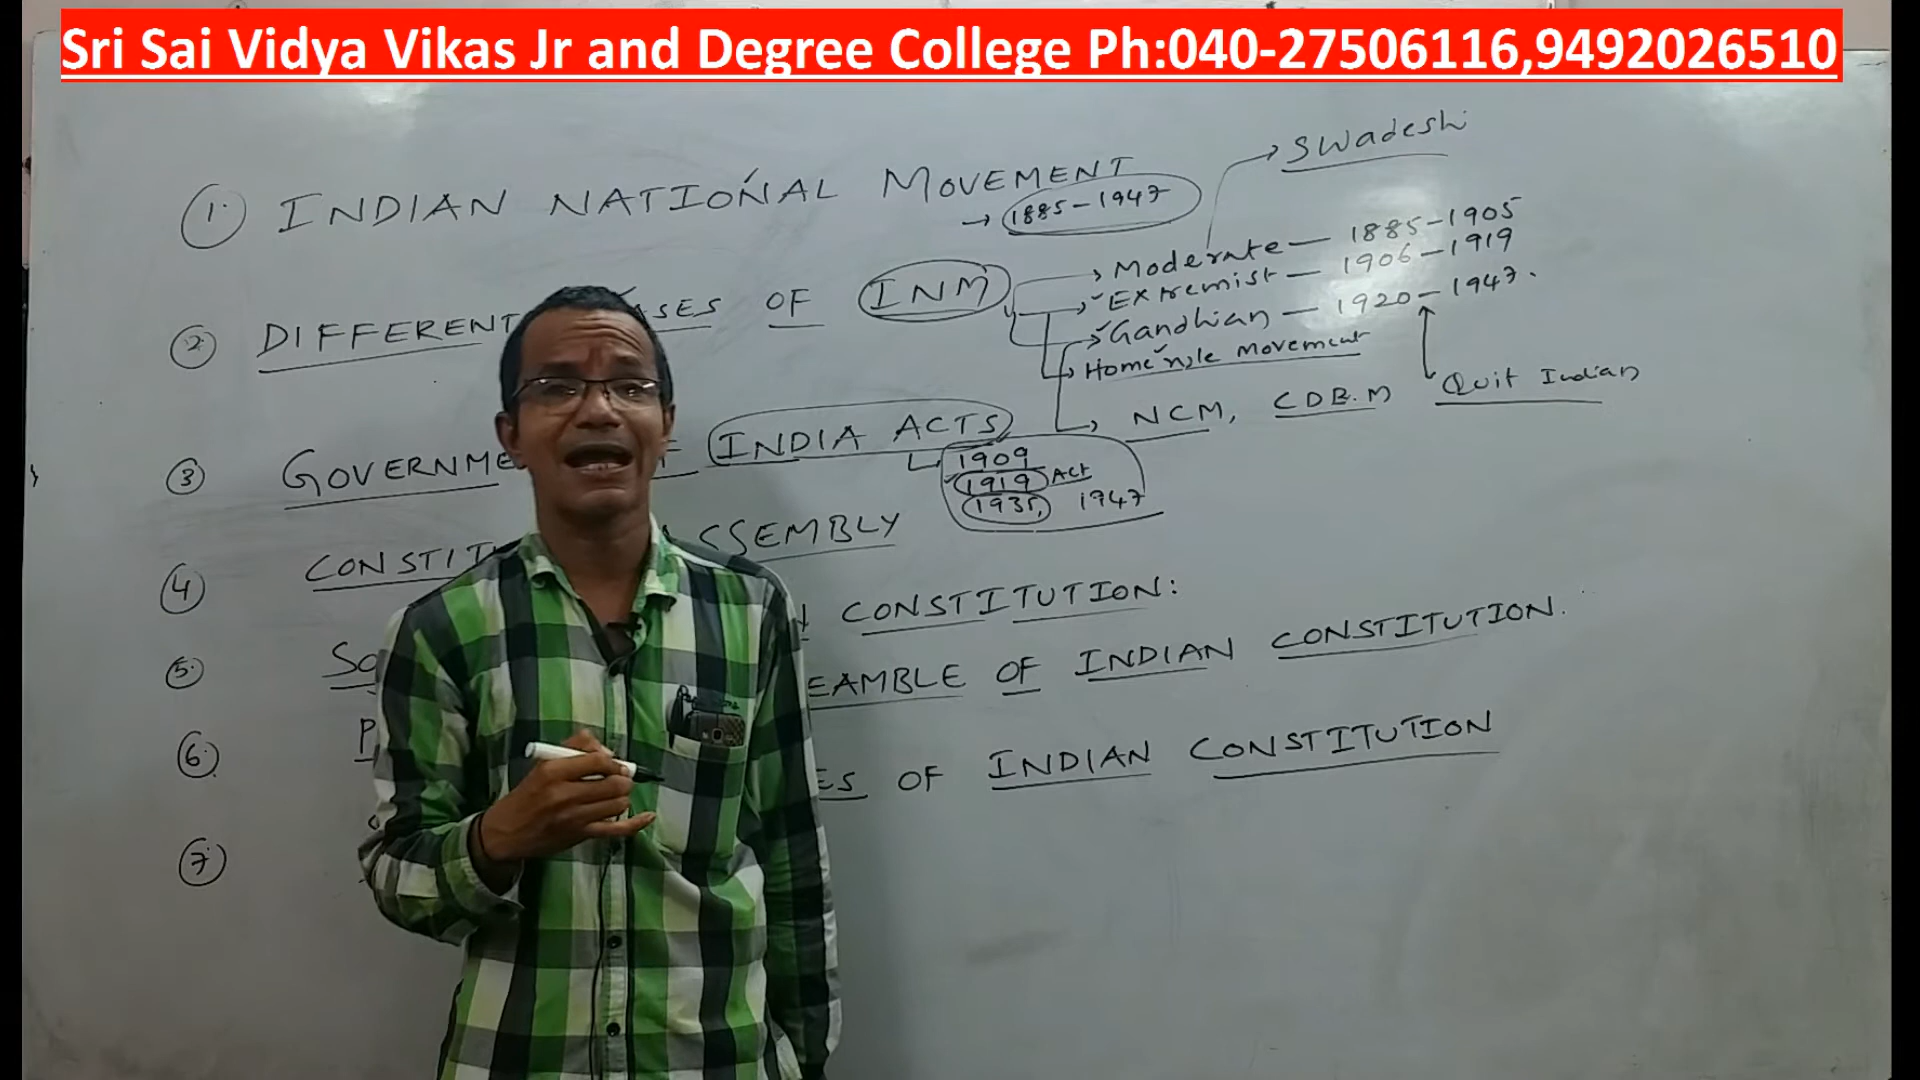 Sri Sai Vidya Vikas Jr and Degree College Ph:040-27506116,9492026510
→ Swadeshi
1. INDIAN NATIONAL MOVEMENT
→ 1885-1947
2. DIFFERENT ASES OF INM
→ Moderate — 1885-1905
→ Extremist — 1906-1919
→ Gandhian — 1920-1947.
→ Home rule Movement
Quit Indian
→ NCM, CDB.M
3 GOVERNME F INDIA ACTS
1909
1919 Act
1935, 1947
4 CONSTIT SSEMBLY
5. So N CONSTITUTION:
6. P EAMBLE OF INDIAN CONSTITUTION.
7. ES OF INDIAN CONSTITUTION